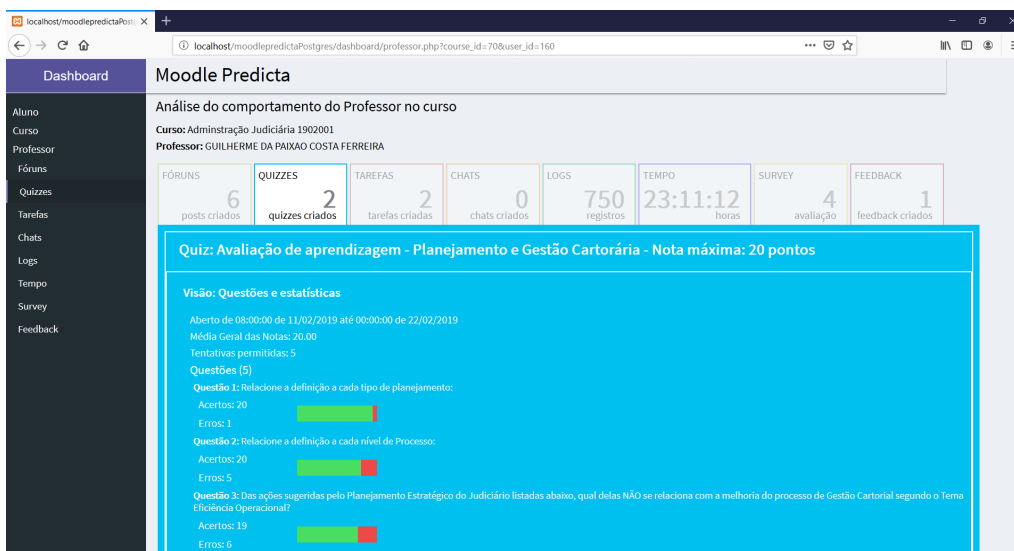 localhost/moodlepredictaPost
localhost/moodlepredictaPostgres/dashboard/professor.php?course_id=70&user_id=160
Dashboard
Moodle Predicta
Aluno
Curso
Professor
Fóruns
Quizzes
Tarefas
Chats
Logs
Tempo
Survey
Feedback
Análise do comportamento do Professor no curso
Curso: Adminstração Judiciária 1902001
Professor: GUILHERME DA PAIXAO COSTA FERREIRA
FÓRUNS
6
posts criados
QUIZZES
2
quizzes criados
TAREFAS
2
tarefas criadas
CHATS
0
chats criados
LOGS
750
registros
TEMPO
23:11:12
horas
SURVEY
4
avaliação
FEEDBACK
1
feedback criados
Quiz: Avaliação de aprendizagem - Planejamento e Gestão Cartorária - Nota máxima: 20 pontos
Visão: Questões e estatísticas
Aberto de 08:00:00 de 11/02/2019 até 00:00:00 de 22/02/2019
Média Geral das Notas: 20.00
Tentativas permitidas: 5
Questões (5)
Questão 1: Relacione a definição a cada tipo de planejamento:
Acertos: 20
Erros: 1
Questão 2: Relacione a definição a cada nível de Processo:
Acertos: 20
Erros: 5
Questão 3: Das ações sugeridas pelo Planejamento Estratégico do Judiciário listadas abaixo, qual delas NÃO se relaciona com a melhoria do processo de Gestão Cartorial segundo o Tema
Eficiência Operacional?
Acertos: 19
Erros: 6